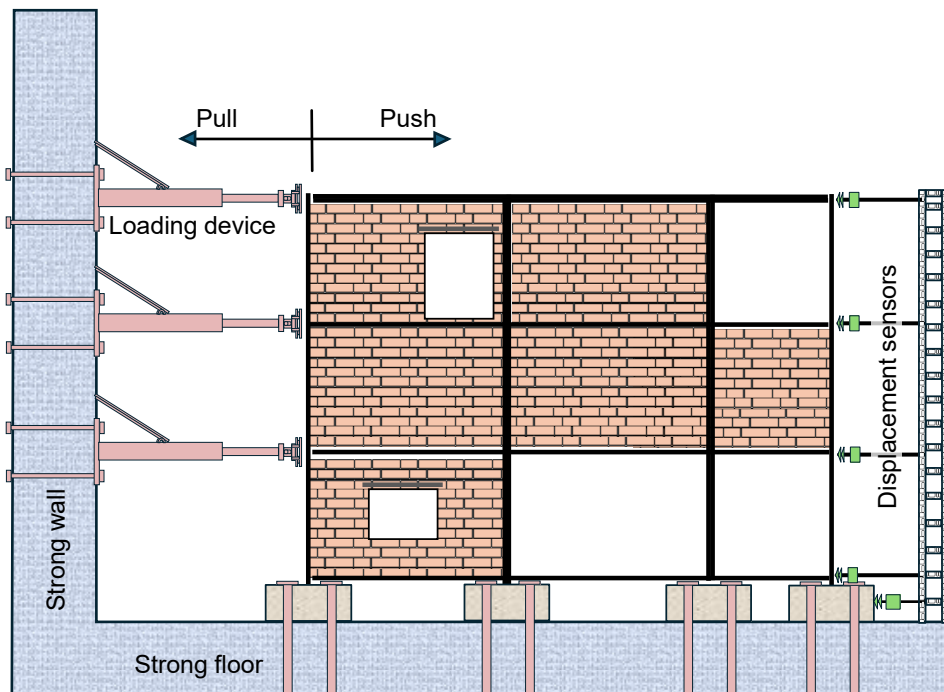 Pull
Push
Loading device
Displacement sensors
Strong wall
Strong floor